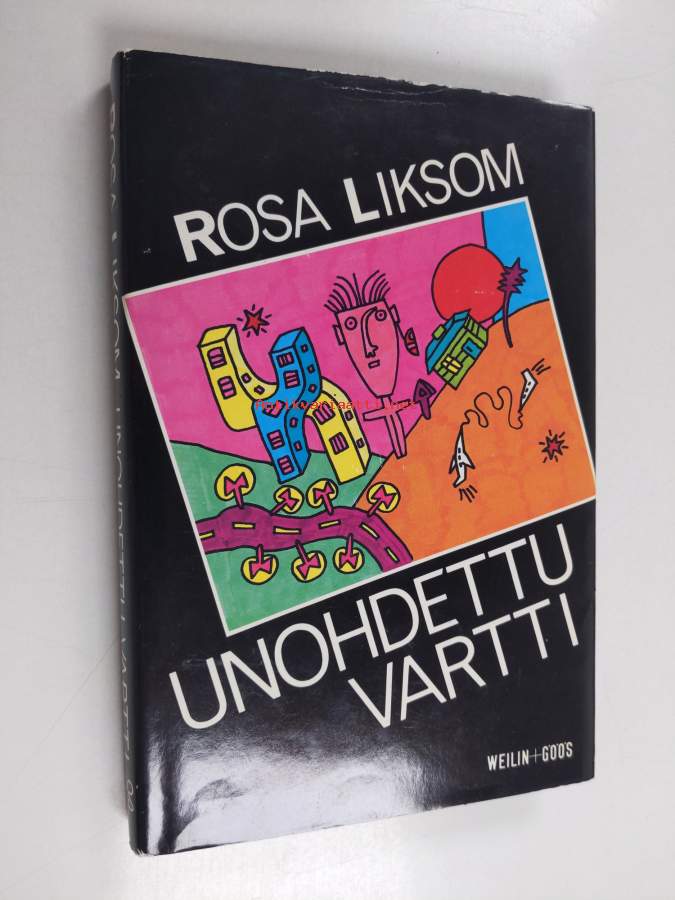 ROSA LIKSOM
UNOHDETTU
VARTTI
WEILIN+GÖÖS
ROSA LIKSOM UNOHDETTU VARTTI